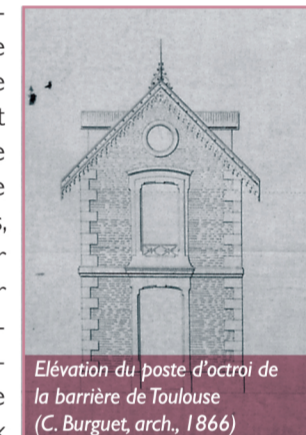 Elévation du poste d'octroi de
la barrière de Toulouse
(C. Burguet, arch., 1866)